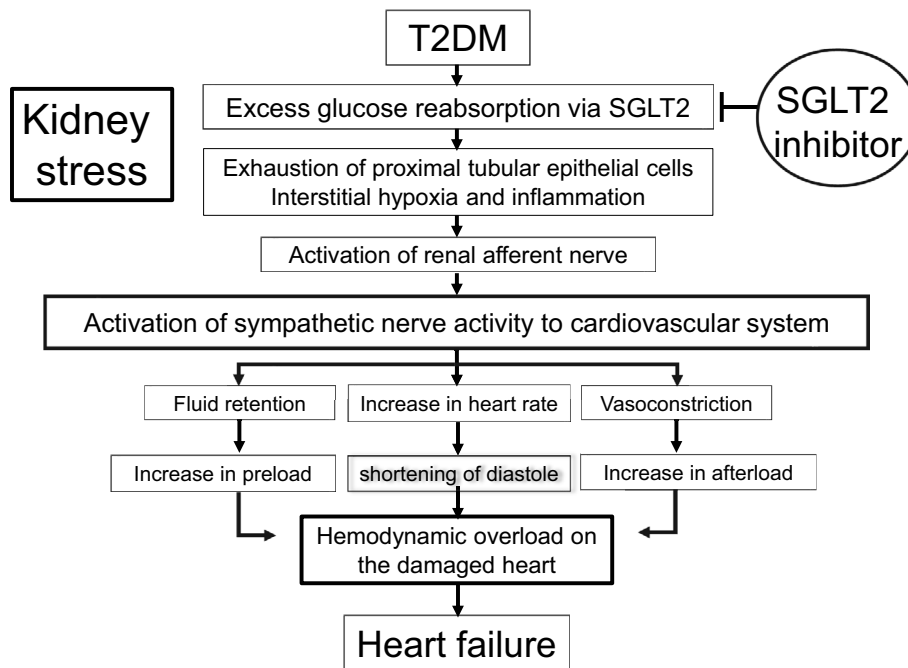 T2DM
Kidney
stress
Excess glucose reabsorption via SGLT2
SGLT2
inhibitor
Exhaustion of proximal tubular epithelial cells
Interstitial hypoxia and inflammation
Activation of renal afferent nerve
Activation of sympathetic nerve activity to cardiovascular system
Fluid retention
Increase in heart rate
Vasoconstriction
Increase in preload
shortening of diastole
Increase in afterload
Hemodynamic overload on
the damaged heart
Heart failure